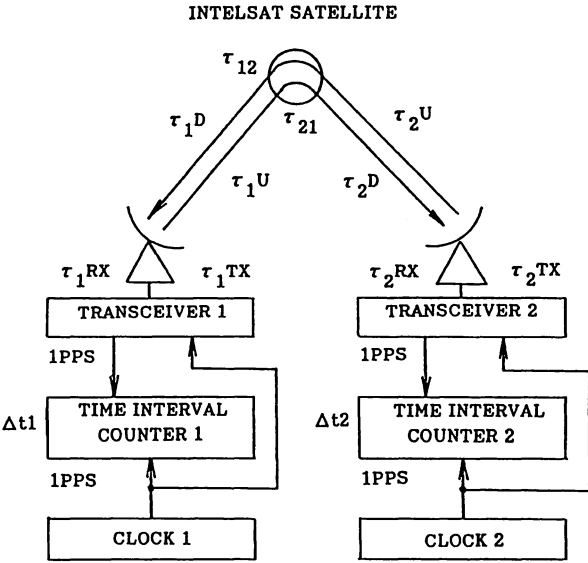 INTELSAT SATELLITE
τ12
τ1D
τ21
τ2U
τ1U
τ2D
τ1RX
τ1TX
τ2RX
τ2TX
TRANSCEIVER 1
TRANSCEIVER 2
1PPS
1PPS
Δt1
TIME INTERVAL
COUNTER 1
Δt2
TIME INTERVAL
COUNTER 2
1PPS
1PPS
CLOCK 1
CLOCK 2